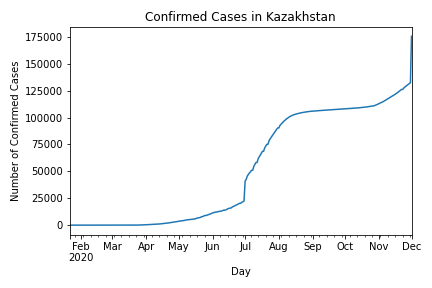 Confirmed Cases in Kazakhstan
Number of Confirmed Cases
175000
150000
125000
100000
75000
50000
25000
0
Feb Mar Apr May Jun Jul Aug Sep Oct Nov Dec
2020
Day